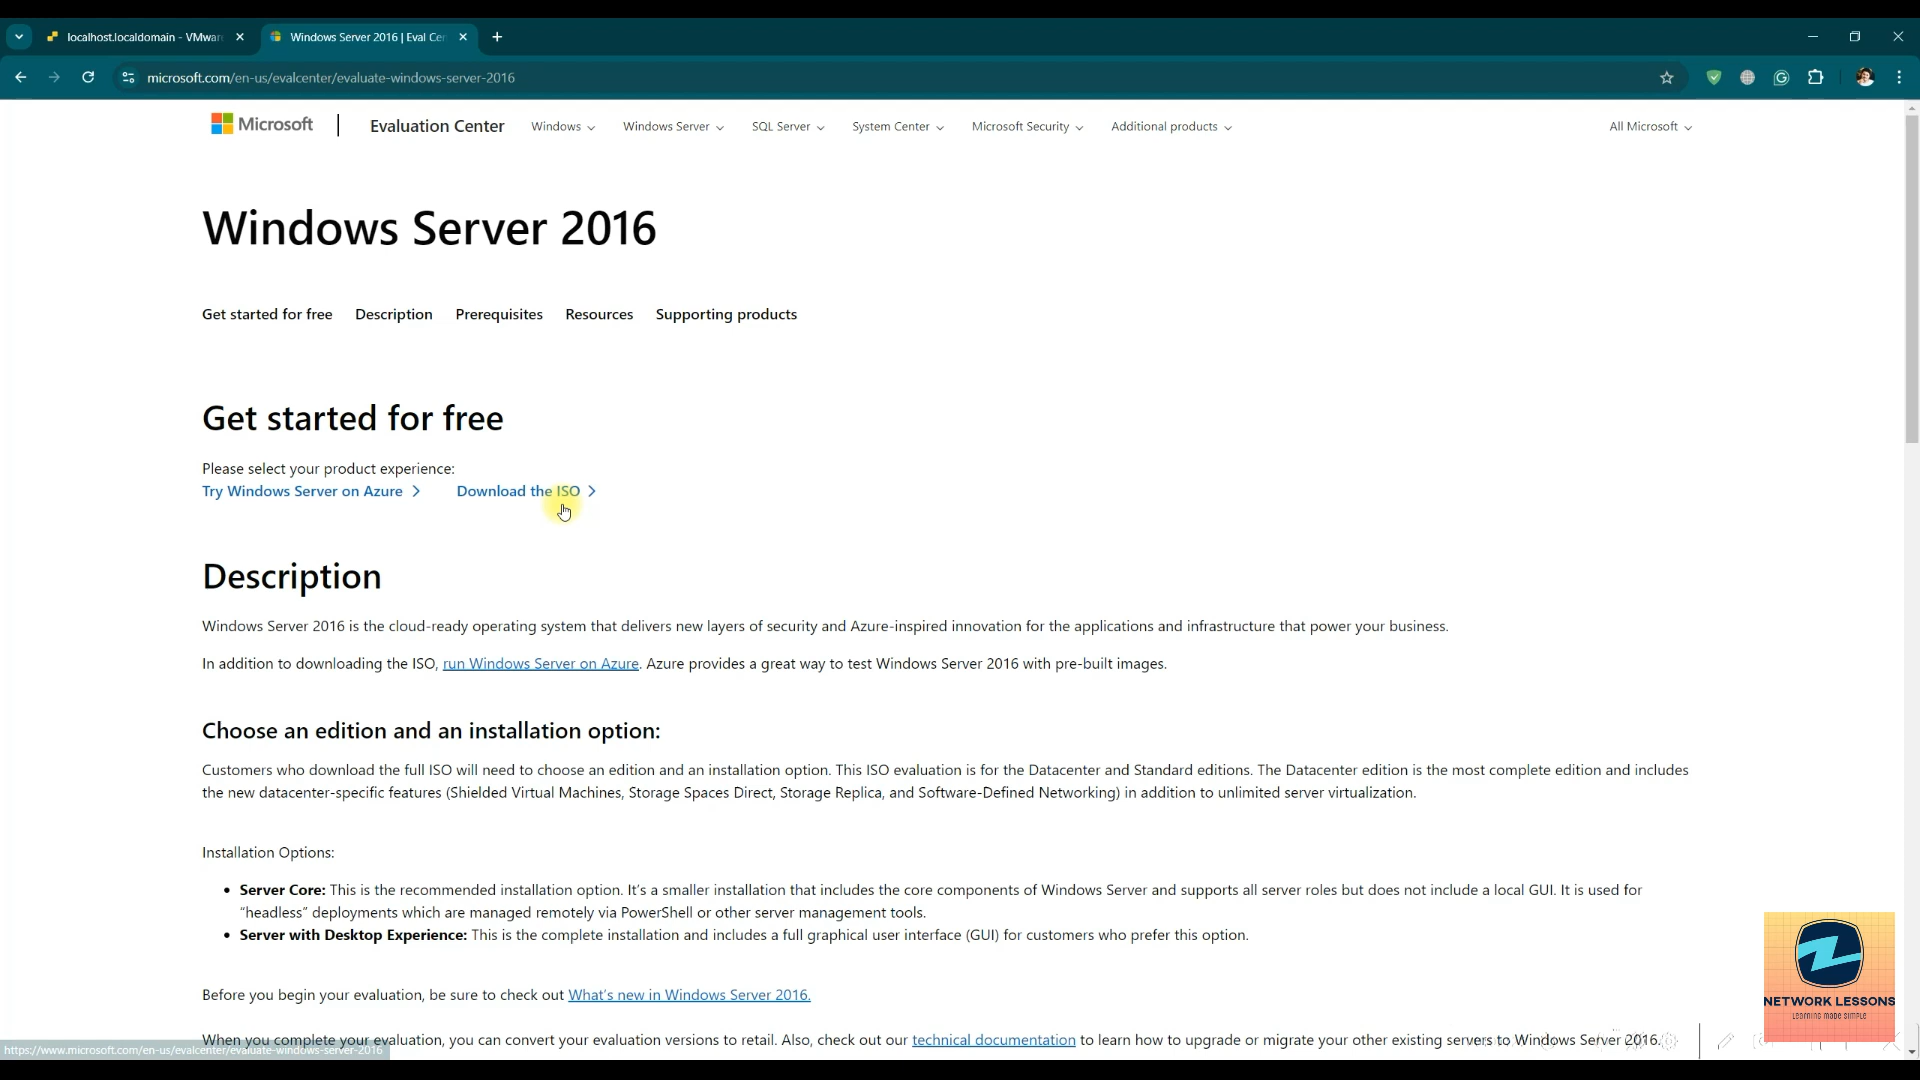 localhost.localdomain - VMwar
Windows Server 2016 | Eval Cen
microsoft.com/en-us/evalcenter/evaluate-windows-server-2016
Microsoft
Evaluation Center
Windows
Windows Server
SQL Server
System Center
Microsoft Security
Additional products
All Microsoft
Windows Server 2016
Get started for free
Description
Prerequisites
Resources
Supporting products
Get started for free
Please select your product experience:
Try Windows Server on Azure
Download the ISO
Description
Windows Server 2016 is the cloud-ready operating system that delivers new layers of security and Azure-inspired innovation for the applications and infrastructure that power your business.
In addition to downloading the ISO, run Windows Server on Azure. Azure provides a great way to test Windows Server 2016 with pre-built images.
Choose an edition and an installation option:
Customers who download the full ISO will need to choose an edition and an installation option. This ISO evaluation is for the Datacenter and Standard editions. The Datacenter edition is the most complete edition and includes
the new datacenter-specific features (Shielded Virtual Machines, Storage Spaces Direct, Storage Replica, and Software-Defined Networking) in addition to unlimited server virtualization.
Installation Options:
• Server Core: This is the recommended installation option. It's a smaller installation that includes the core components of Windows Server and supports all server roles but does not include a local GUI. It is used for
"headless" deployments which are managed remotely via PowerShell or other server management tools.
• Server with Desktop Experience: This is the complete installation and includes a full graphical user interface (GUI) for customers who prefer this option.
Before you begin your evaluation, be sure to check out What's new in Windows Server 2016.
When you complete your evaluation, you can convert your evaluation versions to retail. Also, check out our technical documentation to learn how to upgrade or migrate your other existing servers to Windows Server 2016.
https://www.microsoft.com/en-us/evalcenter/evaluate-windows-server-2016
NETWORK LESSONS
Learning made simple